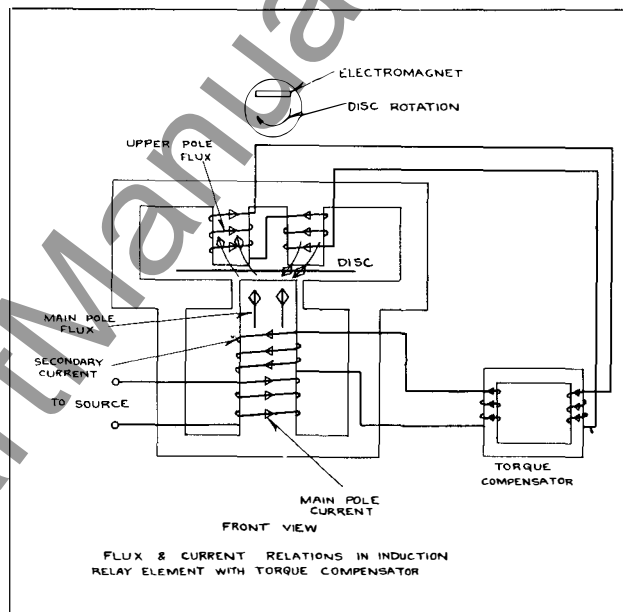 ELECTROMAGNET
DISC ROTATION
UPPER POLE
FLUX
DISC
MAIN POLE
FLUX
SECONDARY
CURRENT
TO SOURCE
TORQUE
COMPENSATOR
MAIN POLE
CURRENT
FRONT VIEW
FLUX & CURRENT RELATIONS IN INDUCTION
RELAY ELEMENT WITH TORQUE COMPENSATOR